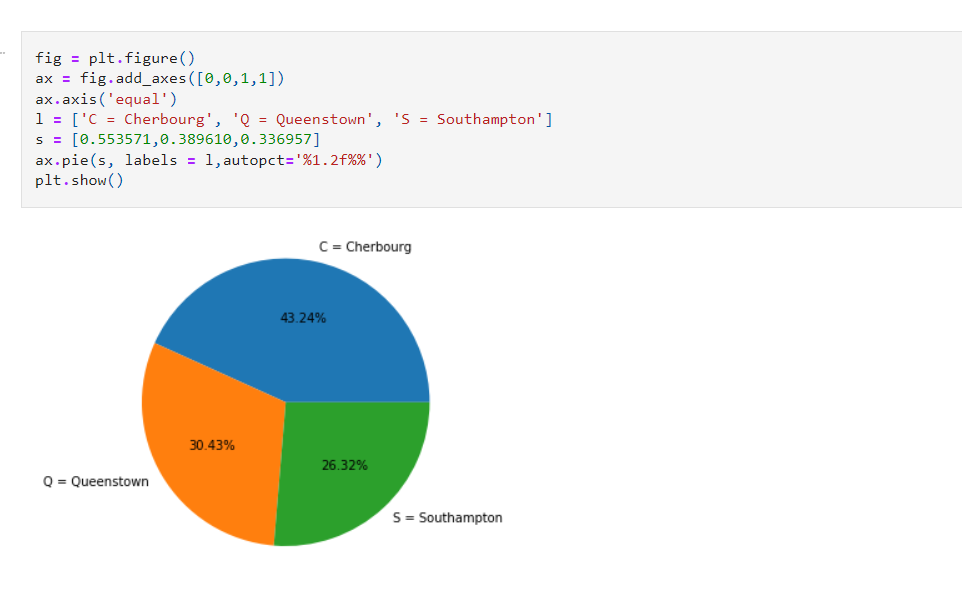 fig = plt.figure()
ax = fig.add_axes([0,0,1,1])
ax.axis('equal')
l = ['C = Cherbourg', 'Q = Queenstown', 'S = Southampton']
s = [0.553571,0.389610,0.336957]
ax.pie(s, labels = l,autopct='%1.2f%%')
plt.show()
C = Cherbourg
43.24%
30.43%
26.32%
Q = Queenstown
S = Southampton